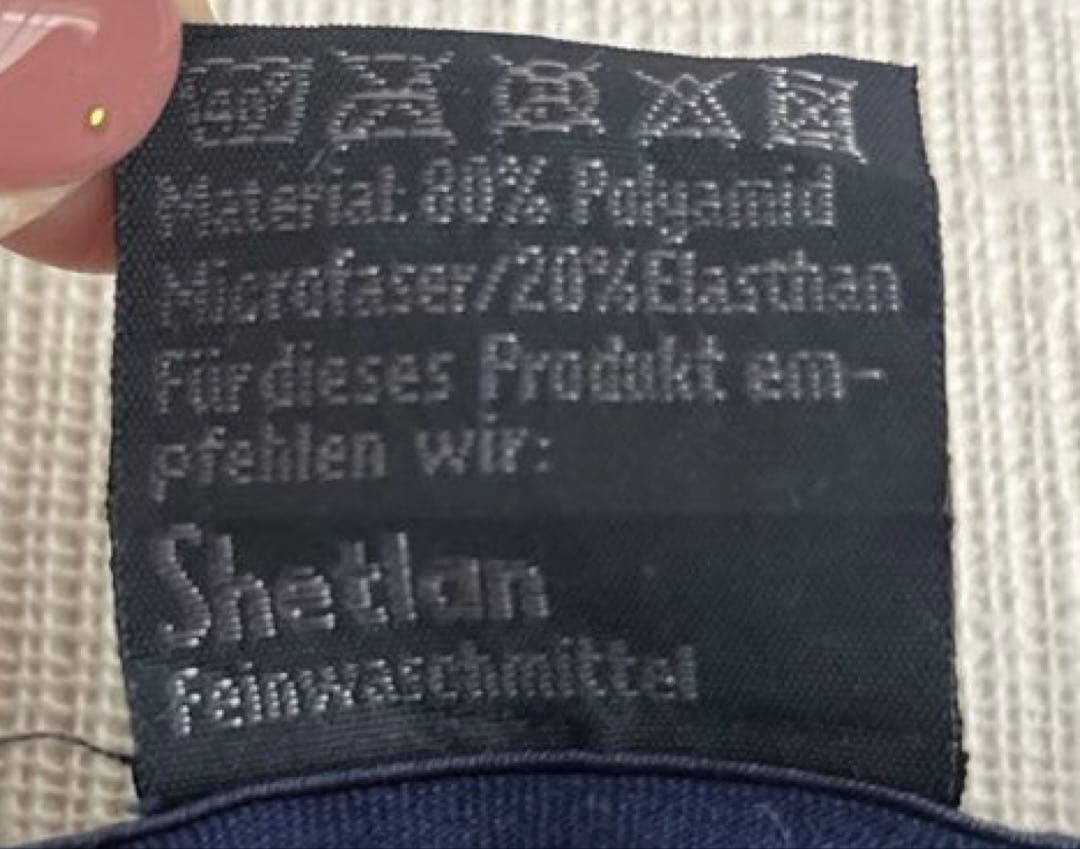 Material: 80% Polyamid
Microfaser/20%Elasthan
Für dieses Produkt em-
pfehlen wir:
Shetlan
Feinwaschmittel